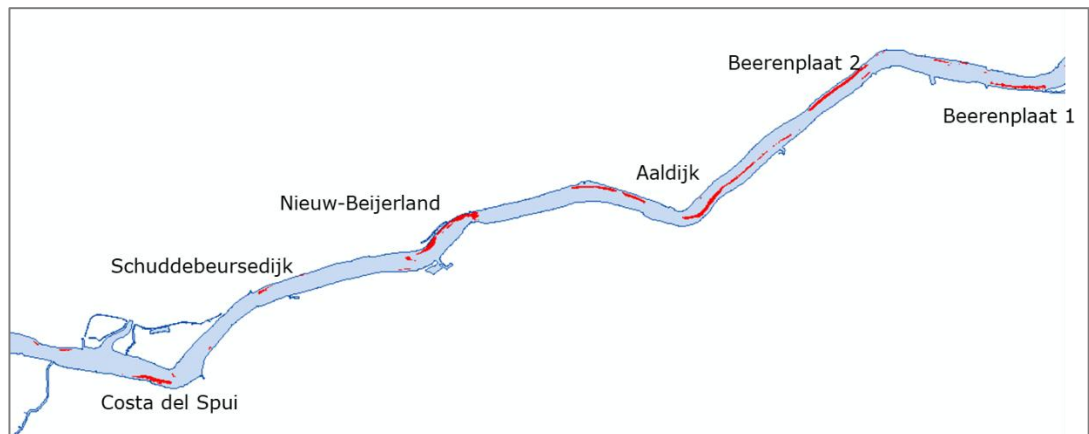 Beerenplaat 2
Beerenplaat 1
Aaldijk
Nieuw-Beijerland
Schuddebeursedijk
Costa del Spui